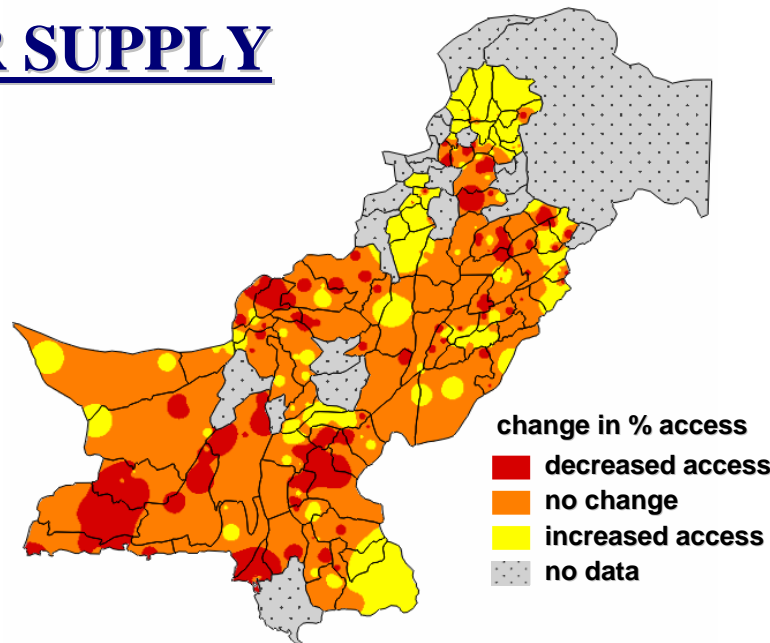 R SUPPLY
change in % access
decreased access
no change
increased access
no data